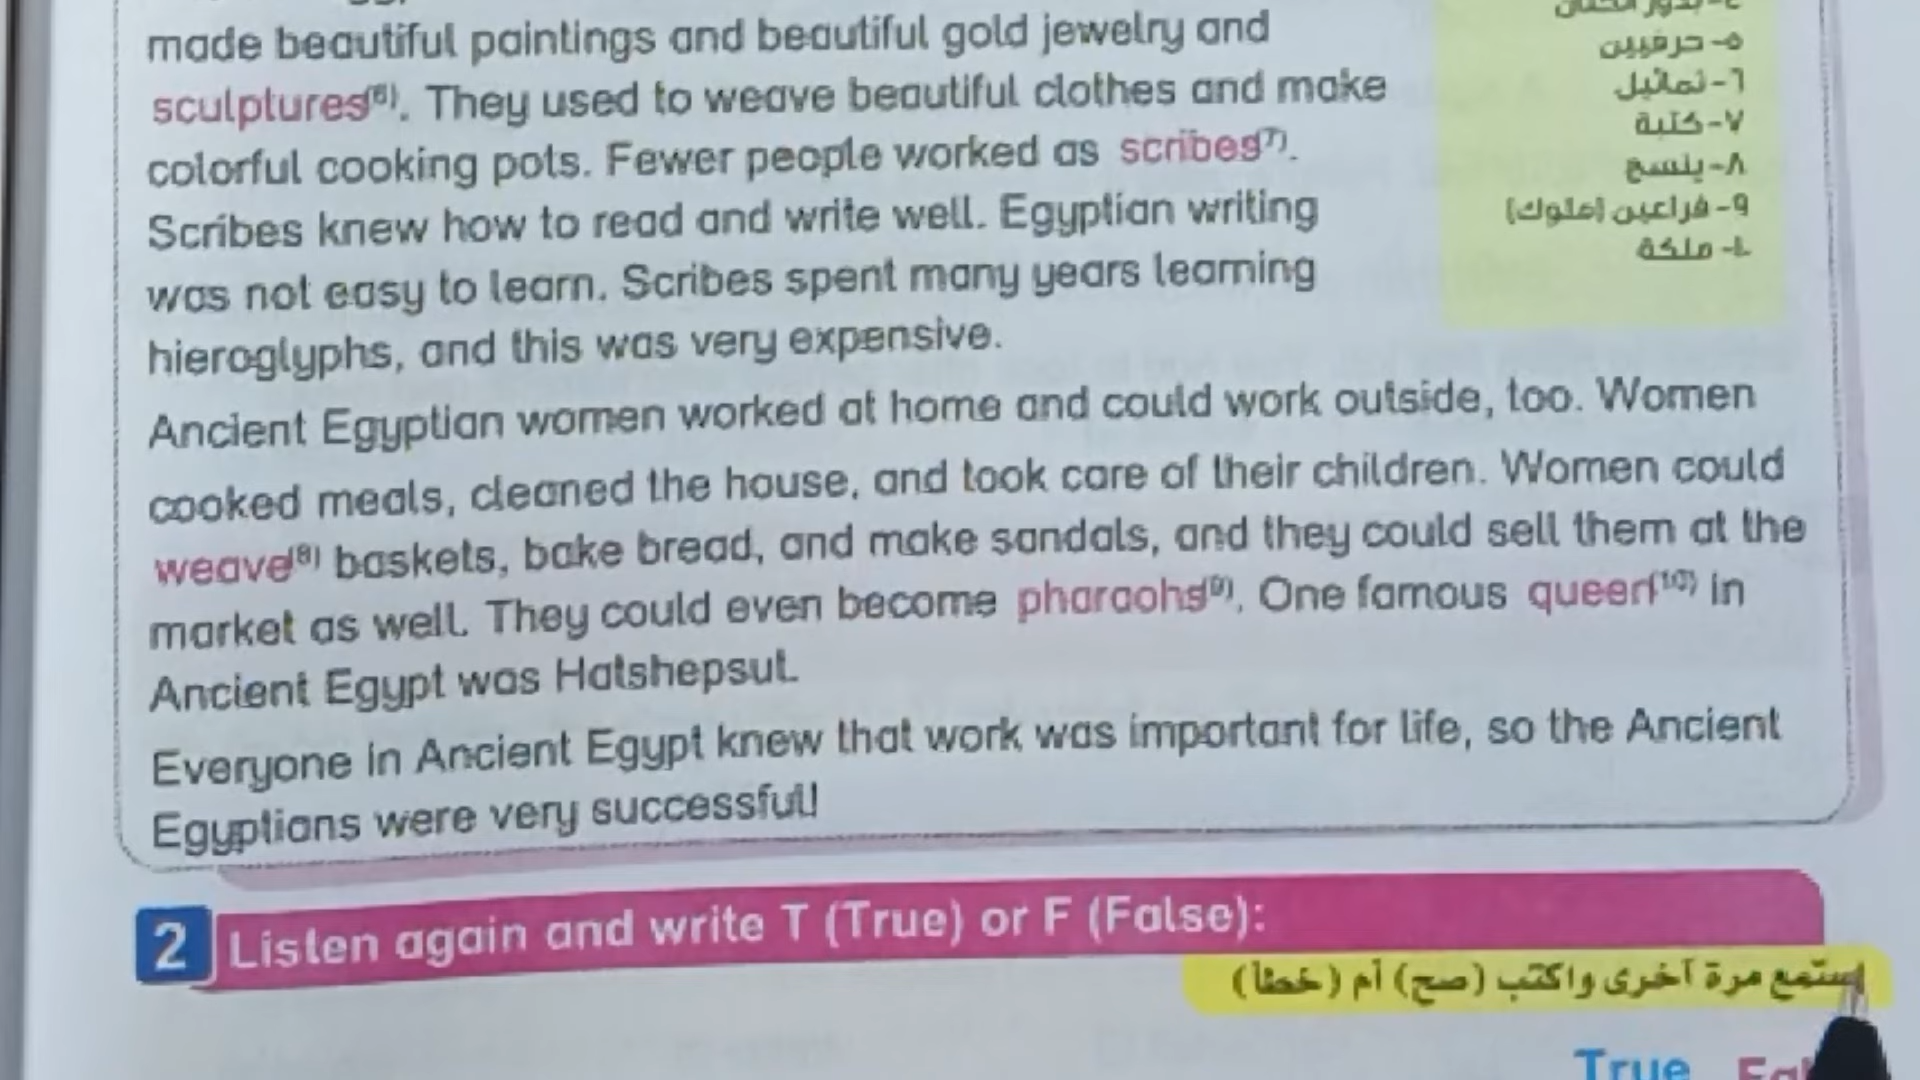 made beautiful paintings and beautiful gold jewelry and
sculptures(6). They used to weave beautiful clothes and make
colorful cooking pots. Fewer people worked as scribes(7).
Scribes knew how to read and write well. Egyptian writing
was not easy to learn. Scribes spent many years learning
hieroglyphs, and this was very expensive.
Ancient Egyptian women worked at home and could work outside, too. Women
cooked meals, cleaned the house, and took care of their children. Women could
weave(8) baskets, bake bread, and make sandals, and they could sell them at the
market as well. They could even become pharaohs(9). One famous queen(10) in
Ancient Egypt was Hatshepsut.
Everyone in Ancient Egypt knew that work was important for life, so the Ancient
Egyptians were very successful!
٥- حرفيين
٦- تماثيل
٧- كتبة
٨- ينسج
٩- فراعين (ملوك)
ملكة
2 Listen again and write T (True) or F (False):
إستمع مرة آخرى واكتب (صح) أم (خطأ)
True